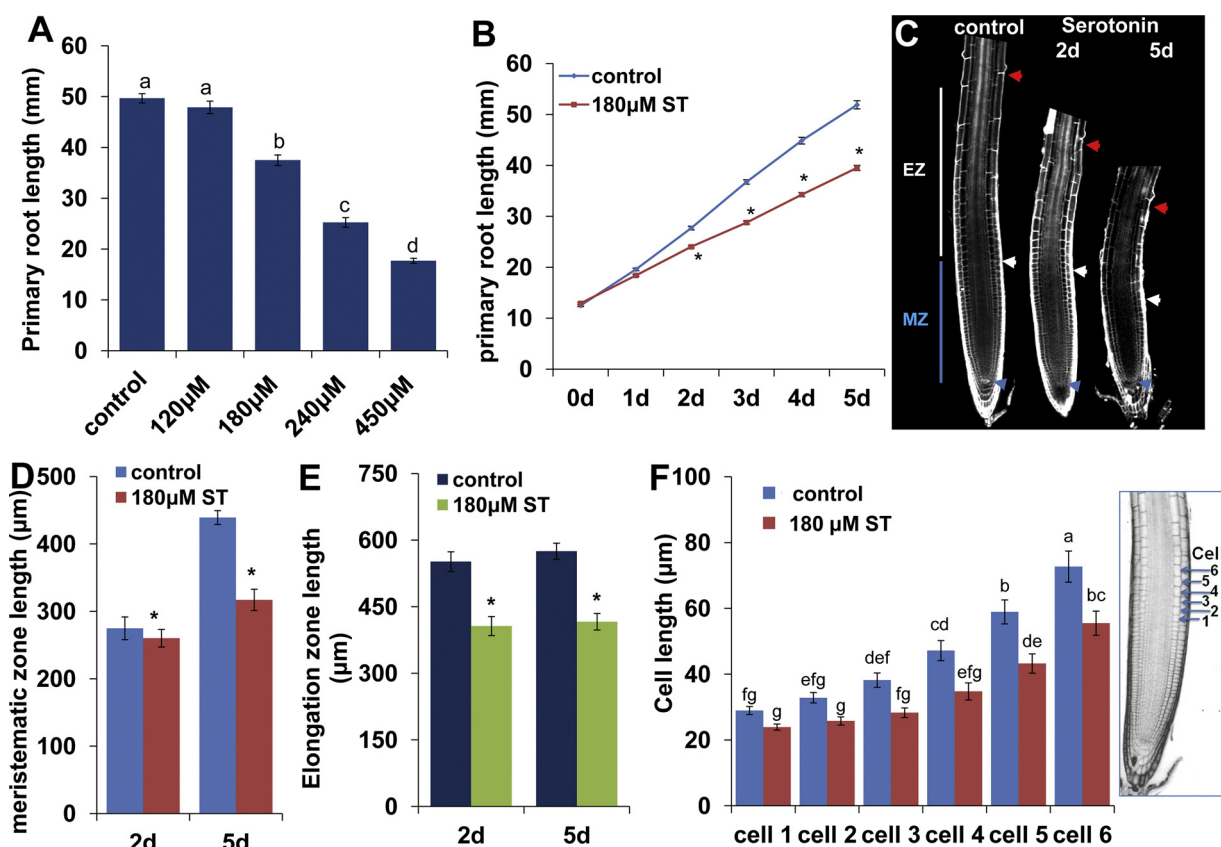 A
Primary root length (mm)
60
50
40
30
20
10
0
a
a
b
c
d
control
120µM
180µM
240µM
450µM
B
primary root length (mm)
60
50
40
30
20
10
0
control
180µM ST
*
*
*
*
0d
1d
2d
3d
4d
5d
C
control
Serotonin
2d
5d
EZ
MZ
D
meristematic zone length (µm)
500
400
300
200
100
0
control
180µM ST
*
*
2d
5d
E
Elongation zone length
(µm)
750
600
450
300
150
0
control
180µM ST
*
*
2d
5d
F
Cell length (µm)
100
80
60
40
20
0
control
180 µM ST
fg
g
efg
g
def
fg
cd
efg
b
de
a
bc
cell 1
cell 2
cell 3
cell 4
cell 5
cell 6
Cel
6
5
4
3
2
1